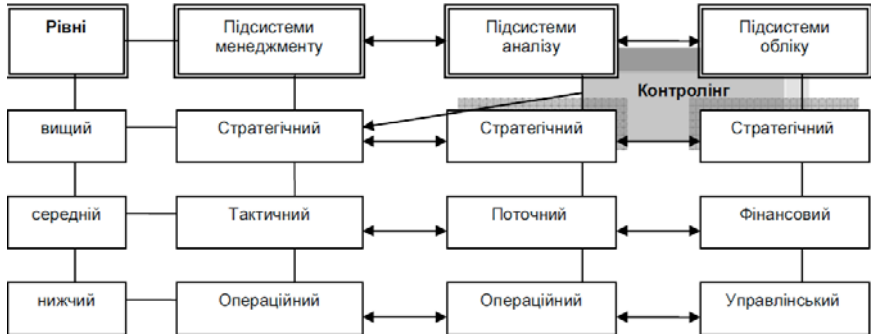 Рівні
Підсистеми
менеджменту
Підсистеми
аналізу
Підсистеми
обліку
Контролінг
вищий
Стратегічний
Стратегічний
Стратегічний
середній
Тактичний
Поточний
Фінансовий
нижчий
Операційний
Операційний
Управлінський